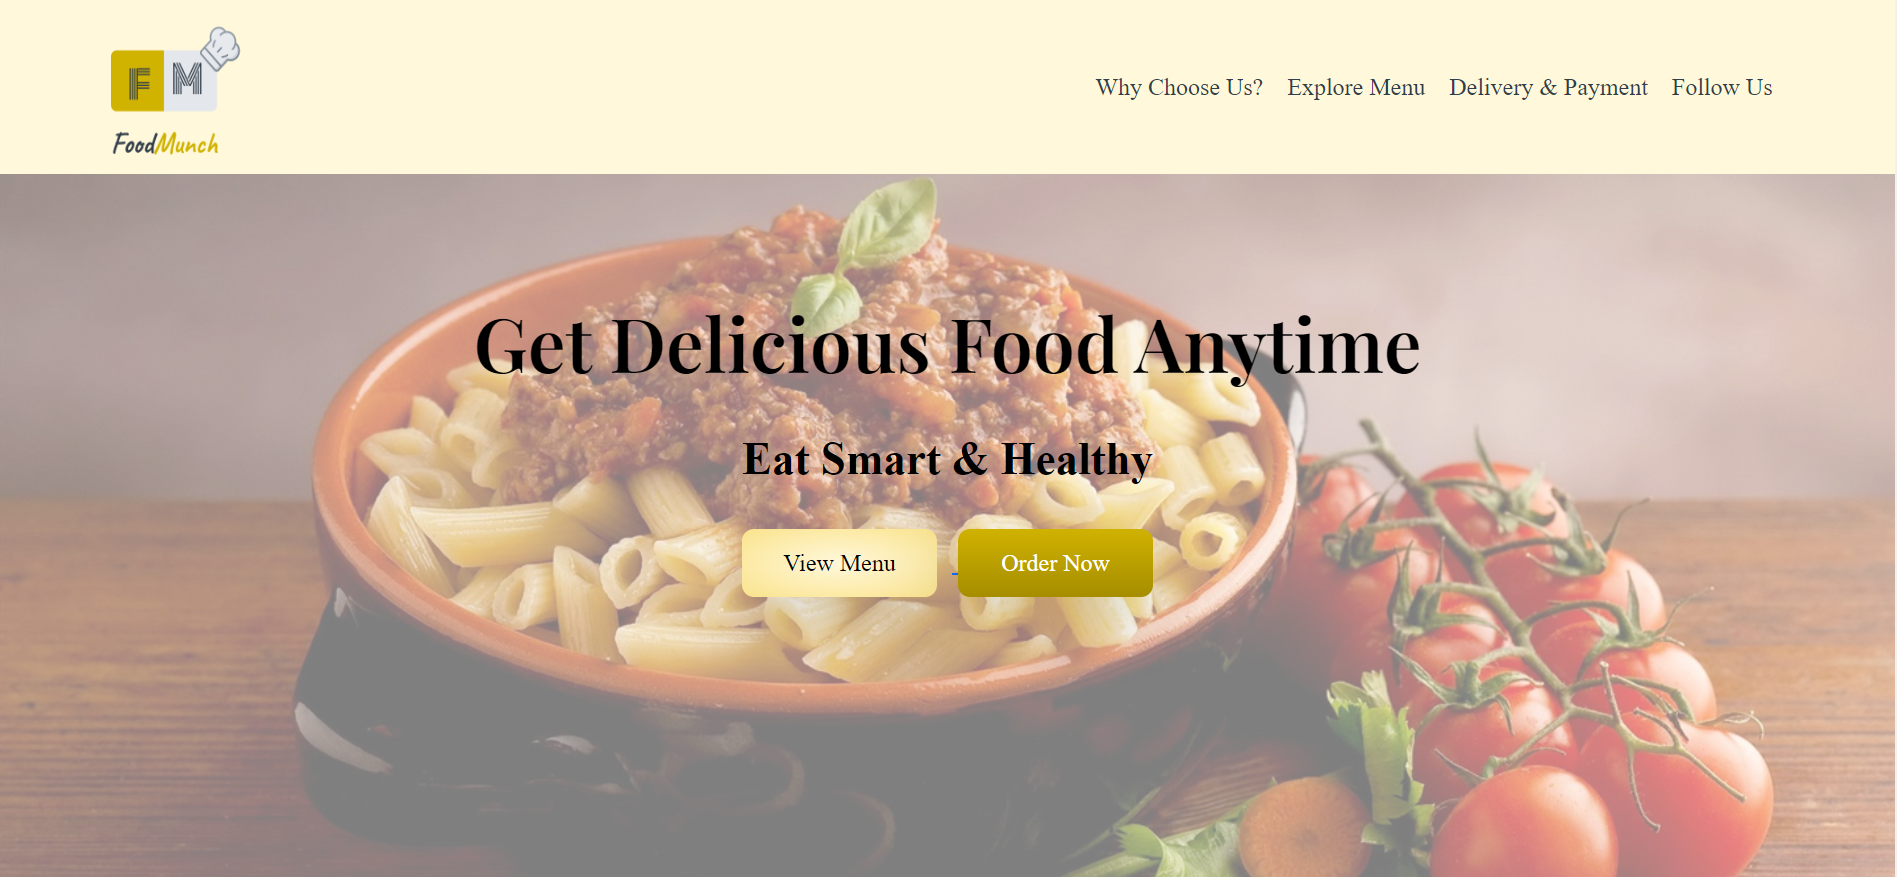 F M
FoodMunch
Why Choose Us? Explore Menu Delivery & Payment Follow Us
Get Delicious Food Anytime
Eat Smart & Healthy
View Menu Order Now